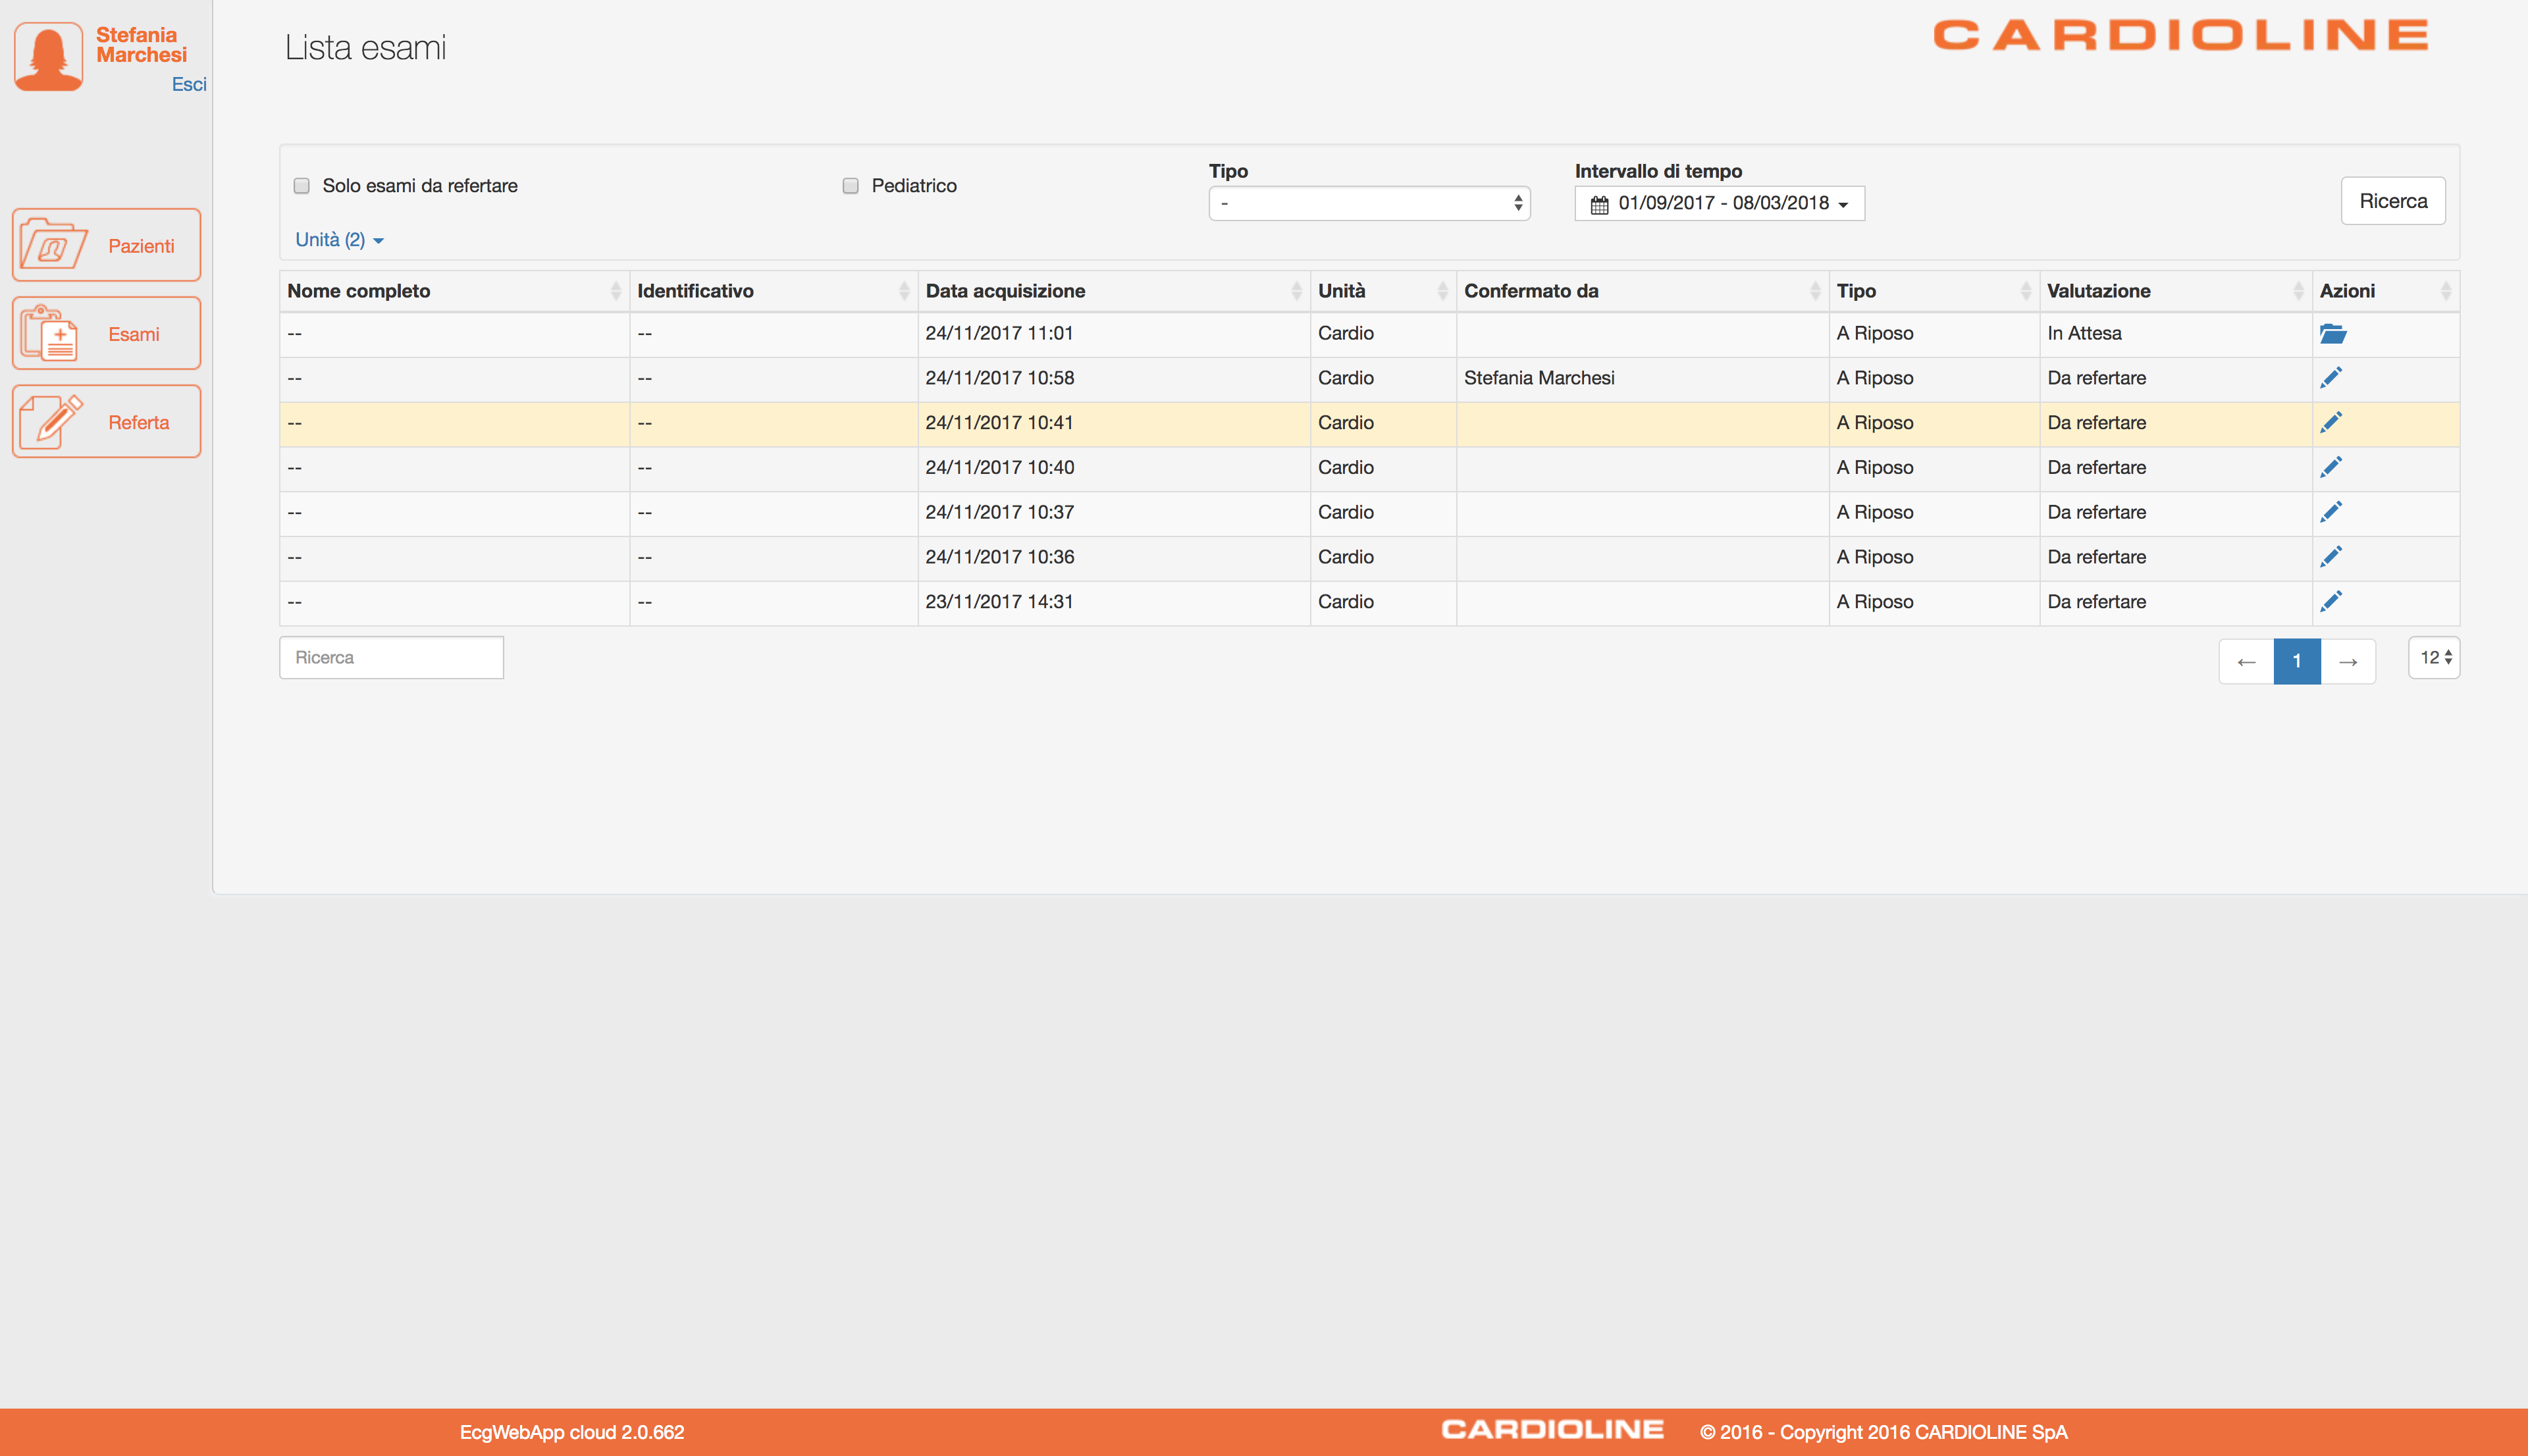 Stefania
Marchesi
Esci
Pazienti
Esami
Referta
Lista esami
CARDIOLINE
Solo esami da refertare
Pediatrico
Tipo
-
Intervallo di tempo
01/09/2017 - 08/03/2018
Ricerca
Unità (2)
Nome completo Identificativo Data acquisizione Unità Confermato da Tipo Valutazione Azioni
-- -- 24/11/2017 11:01 Cardio A Riposo In Attesa
-- -- 24/11/2017 10:58 Cardio Stefania Marchesi A Riposo Da refertare
-- -- 24/11/2017 10:41 Cardio A Riposo Da refertare
-- -- 24/11/2017 10:40 Cardio A Riposo Da refertare
-- -- 24/11/2017 10:37 Cardio A Riposo Da refertare
-- -- 24/11/2017 10:36 Cardio A Riposo Da refertare
-- -- 23/11/2017 14:31 Cardio A Riposo Da refertare
Ricerca
← 1 → 12
EcgWebApp cloud 2.0.662
CARDIOLINE
© 2016 - Copyright 2016 CARDIOLINE SpA